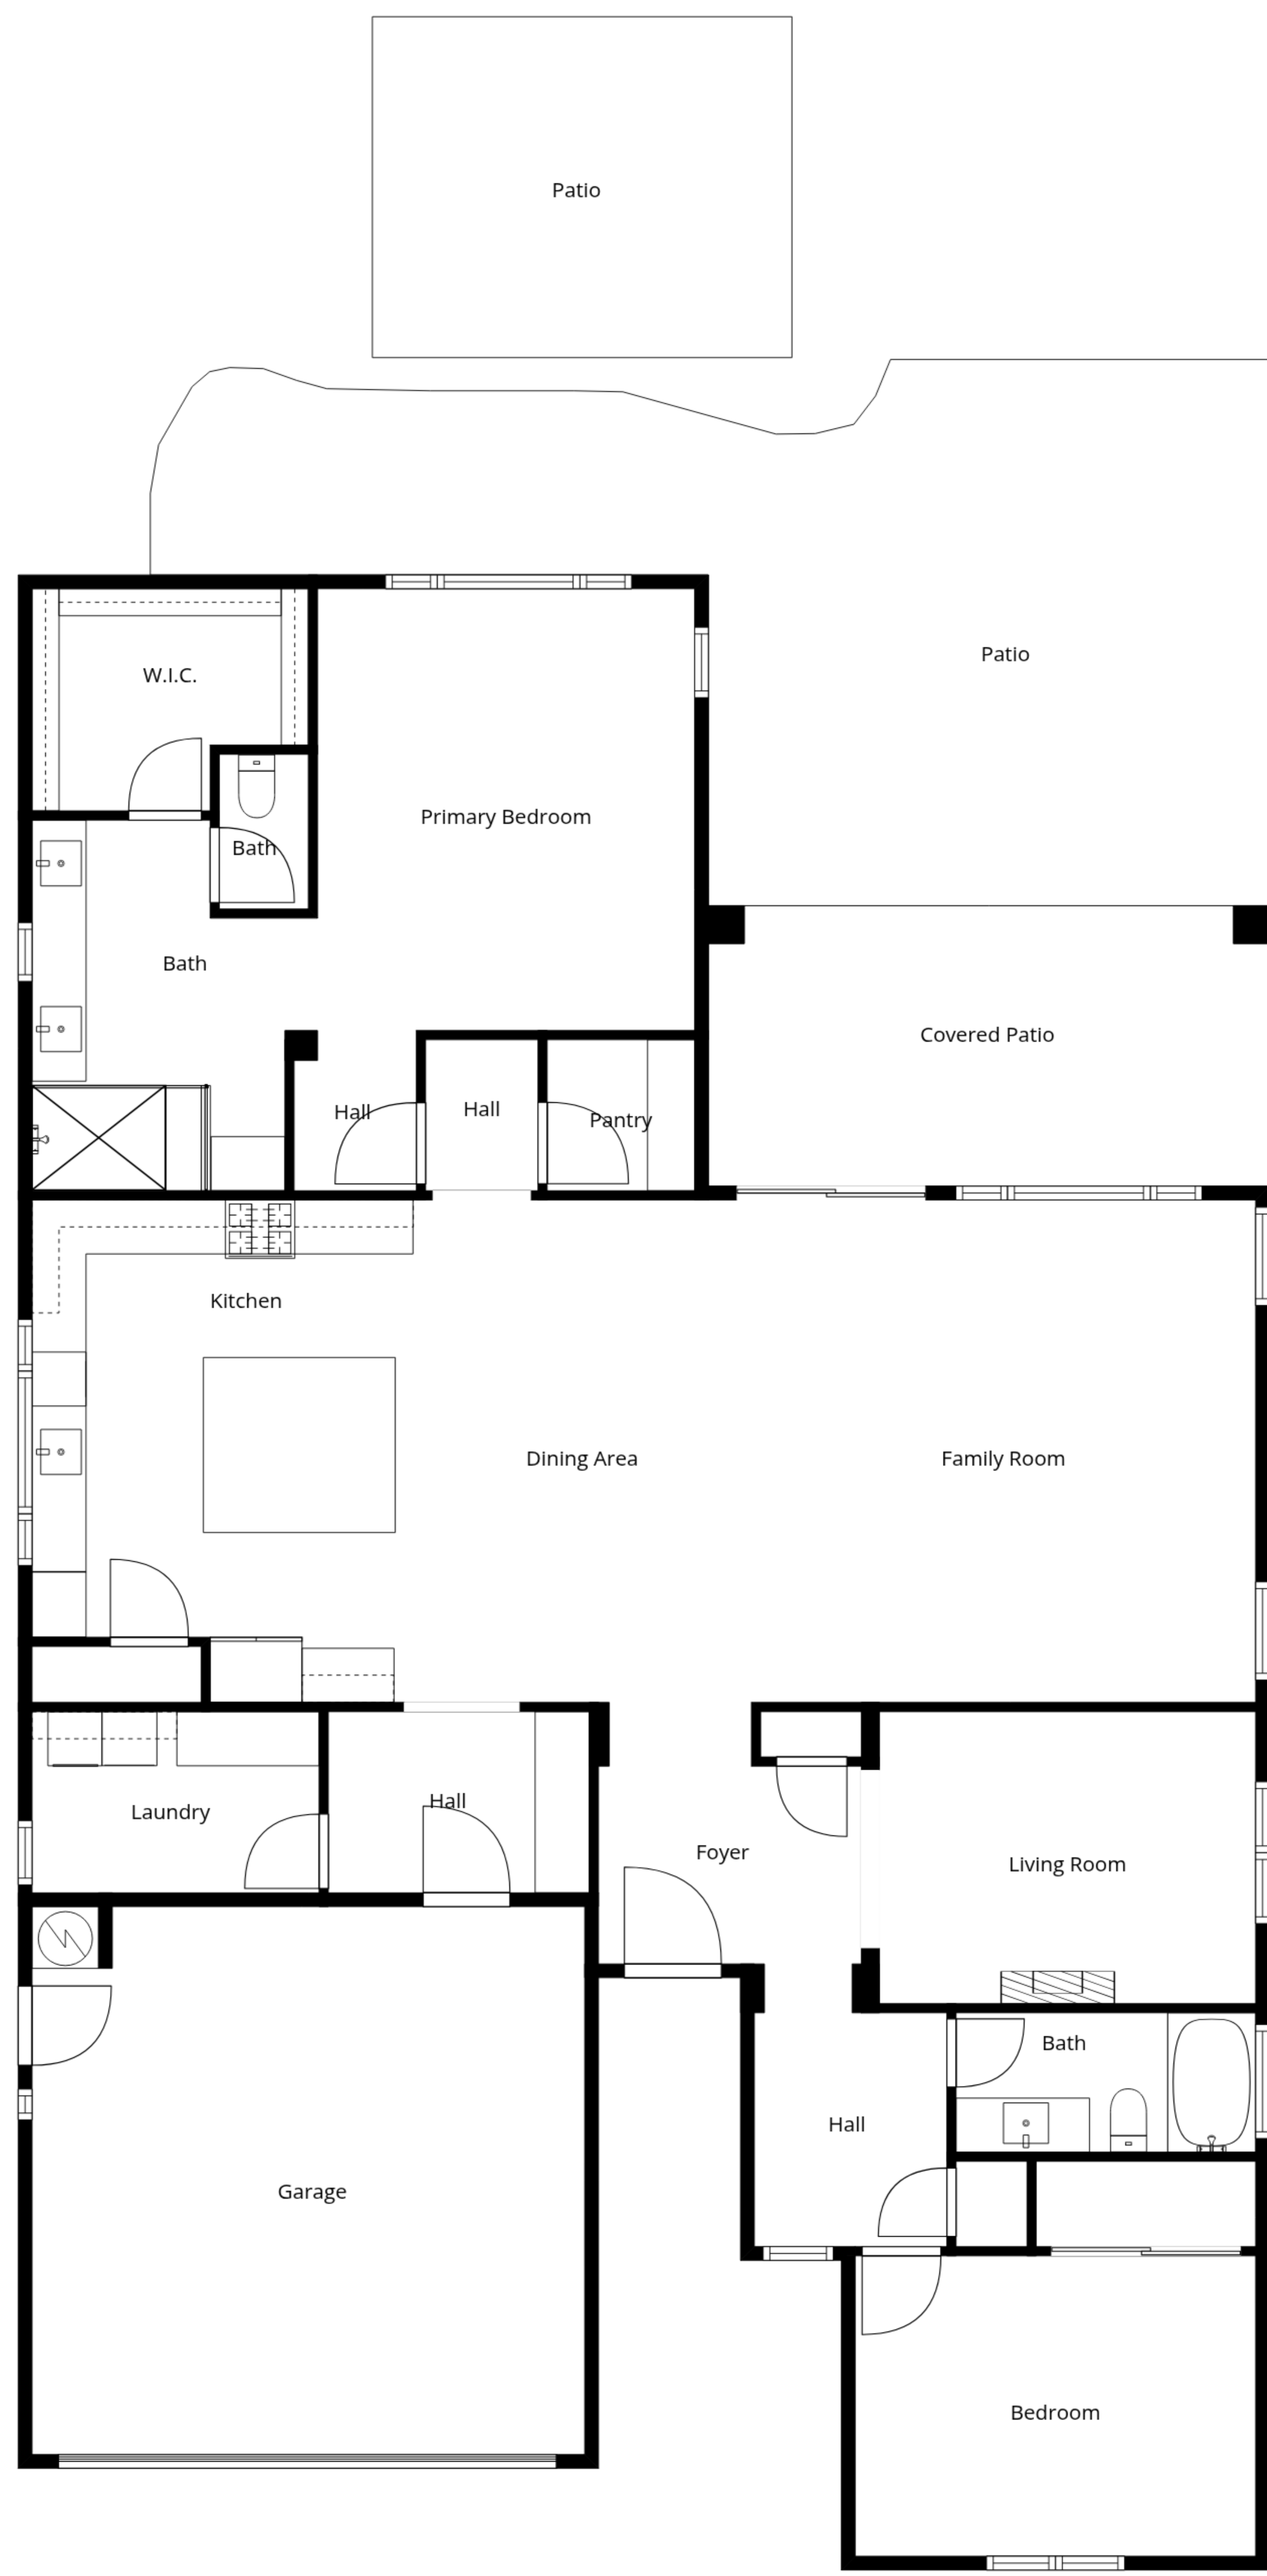 Patio
Patio
W.I.C.
Primary Bedroom
Bath
Bath
Covered Patio
Hall
Hall
Pantry
Kitchen
Dining Area
Family Room
Laundry
Hall
Foyer
Living Room
Bath
Hall
Garage
Bedroom